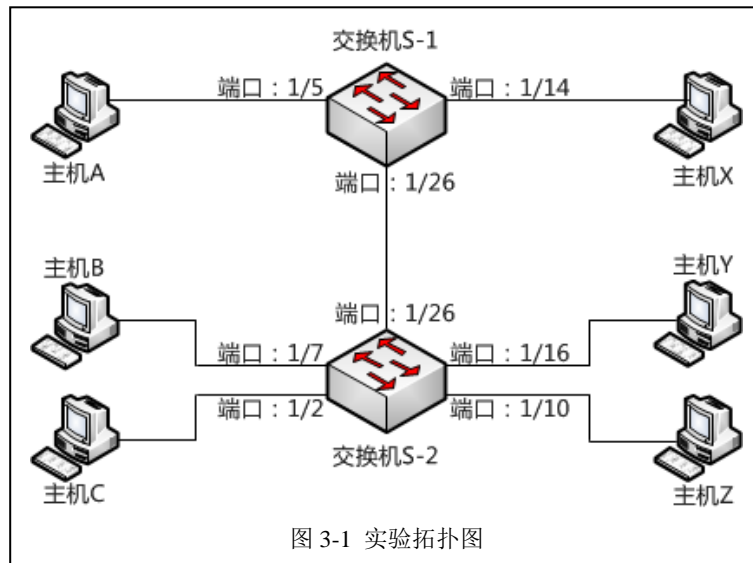 交换机S-1
端口：1/5
端口：1/14
主机A
端口：1/26
主机X
主机B
主机Y
端口：1/26
端口：1/7
端口：1/16
端口：1/2
端口：1/10
交换机S-2
主机C
主机Z
图 3-1 实验拓扑图